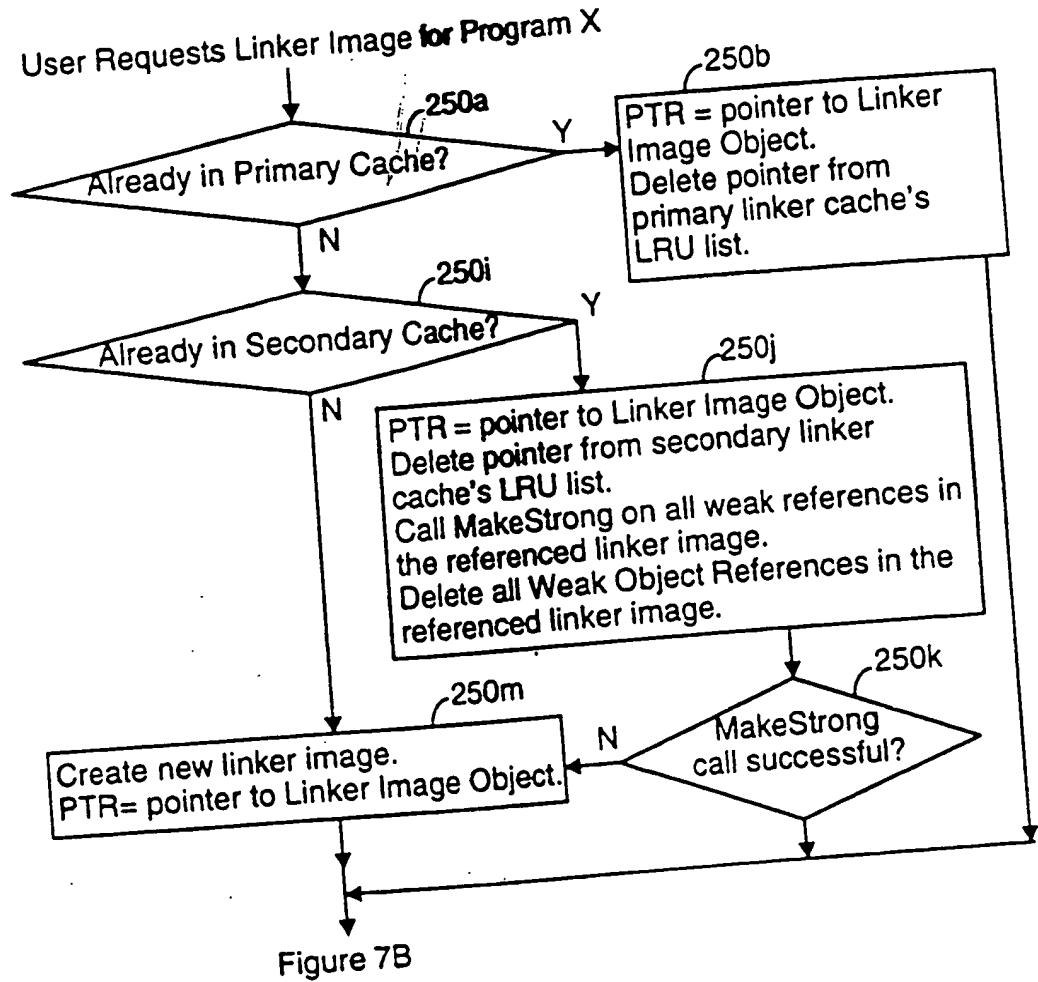 User Requests Linker Image for Program X
250a
Already in Primary Cache?
Y
N
250b
PTR = pointer to Linker
Image Object.
Delete pointer from
primary linker cache's
LRU list.
250i
Already in Secondary Cache?
Y
N
250j
PTR = pointer to Linker Image Object.
Delete pointer from secondary linker
cache's LRU list.
Call MakeStrong on all weak references in
the referenced linker image.
Delete all Weak Object References in the
referenced linker image.
250k
MakeStrong
call successful?
N
250m
Create new linker image.
PTR= pointer to Linker Image Object.
Figure 7B